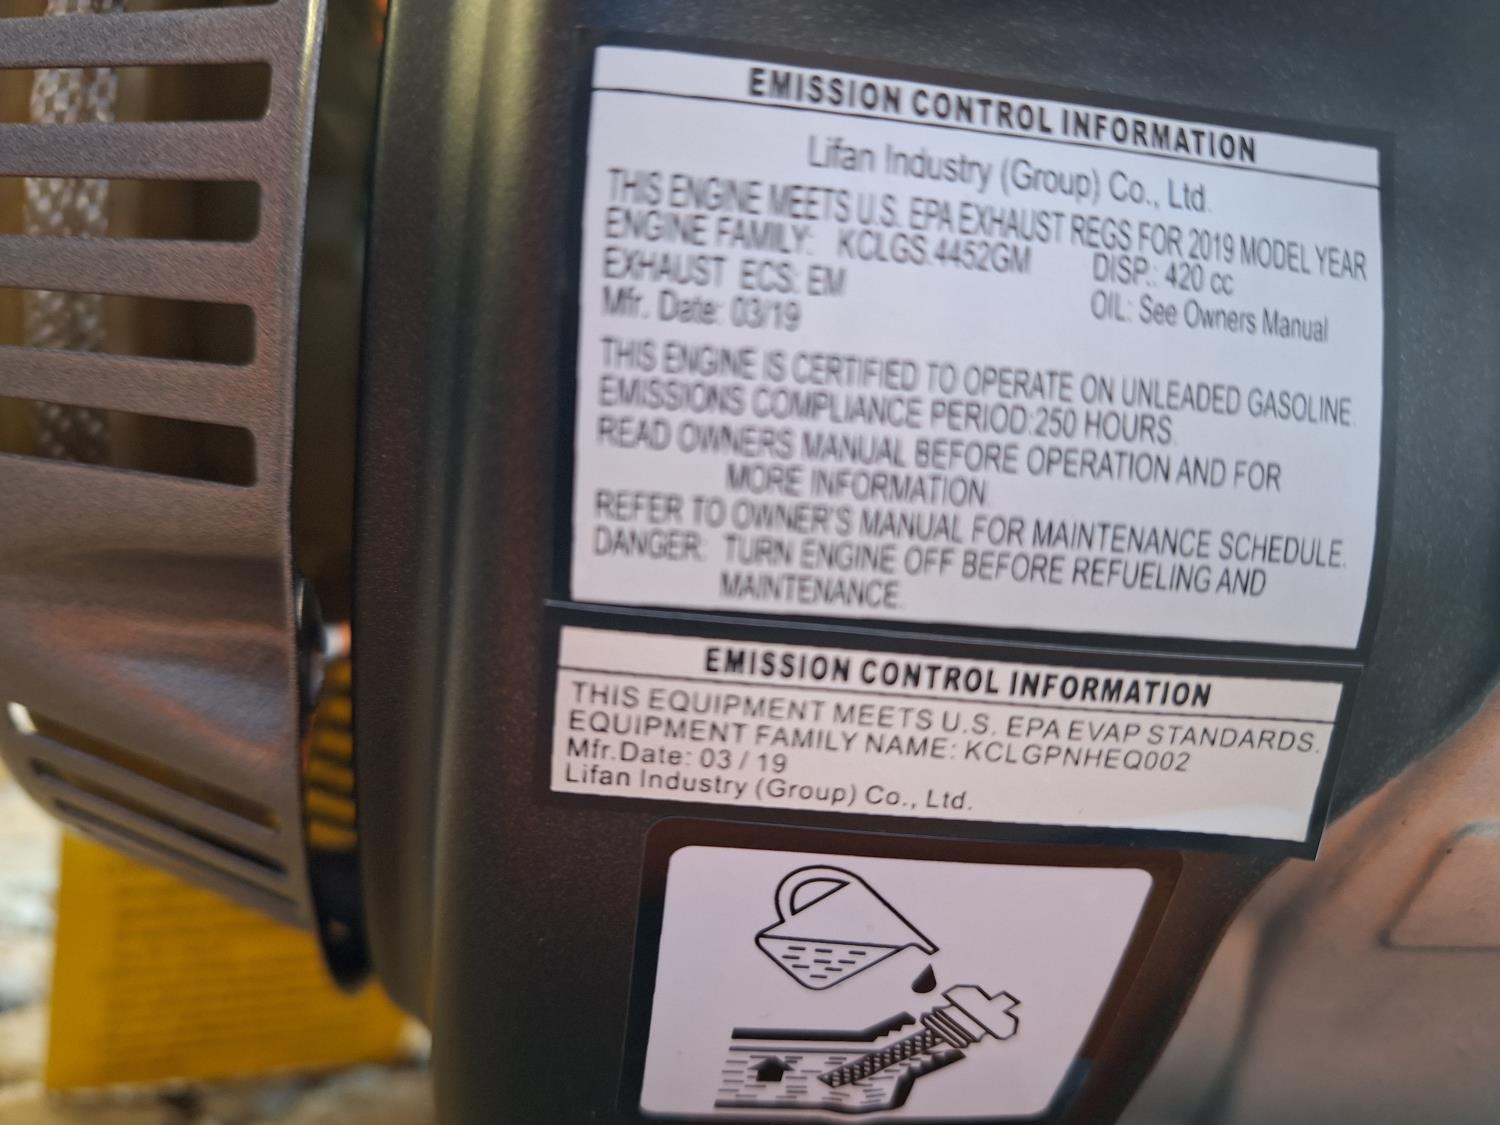 EMISSION CONTROL INFORMATION
Lifan Industry (Group) Co., Ltd.
THIS ENGINE MEETS U.S. EPA EXHAUST REGS FOR 2019 MODEL YEAR
ENGINE FAMILY: KCLGS.4452GM DISP.: 420 cc
EXHAUST ECS: EM OIL: See Owners Manual
Mfr. Date: 03/19
THIS ENGINE IS CERTIFIED TO OPERATE ON UNLEADED GASOLINE.
EMISSIONS COMPLIANCE PERIOD:250 HOURS.
READ OWNERS MANUAL BEFORE OPERATION AND FOR
MORE INFORMATION.
REFER TO OWNER'S MANUAL FOR MAINTENANCE SCHEDULE.
DANGER: TURN ENGINE OFF BEFORE REFUELING AND
MAINTENANCE.
EMISSION CONTROL INFORMATION
THIS EQUIPMENT MEETS U.S. EPA EVAP STANDARDS.
EQUIPMENT FAMILY NAME: KCLGPNHEQ002
Mfr.Date: 03 / 19
Lifan Industry (Group) Co., Ltd.